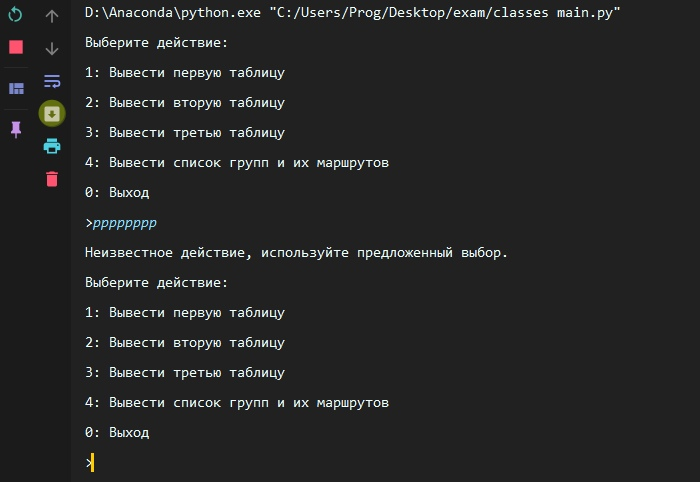 D:\Anaconda\python.exe "C:/Users/Prog/Desktop/exam/classes main.py"
Выберите действие:
1: Вывести первую таблицу
2: Вывести вторую таблицу
3: Вывести третью таблицу
4: Вывести список групп и их маршрутов
0: Выход
>pppppppp
Неизвестное действие, используйте предложенный выбор.
Выберите действие:
1: Вывести первую таблицу
2: Вывести вторую таблицу
3: Вывести третью таблицу
4: Вывести список групп и их маршрутов
0: Выход
>